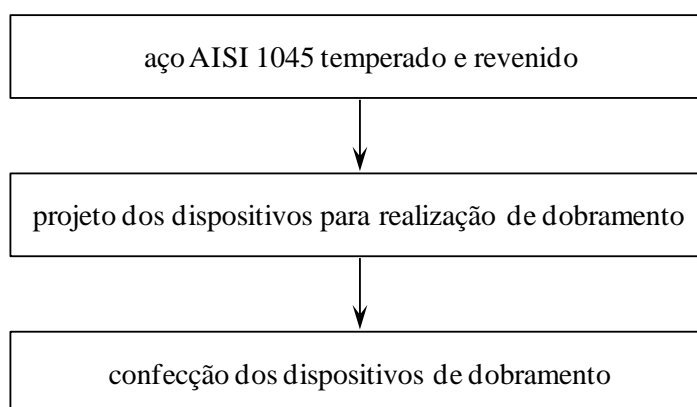 aço AISI 1045 temperado e revenido
projeto dos dispositivos para realização de dobramento
confecção dos dispositivos de dobramento